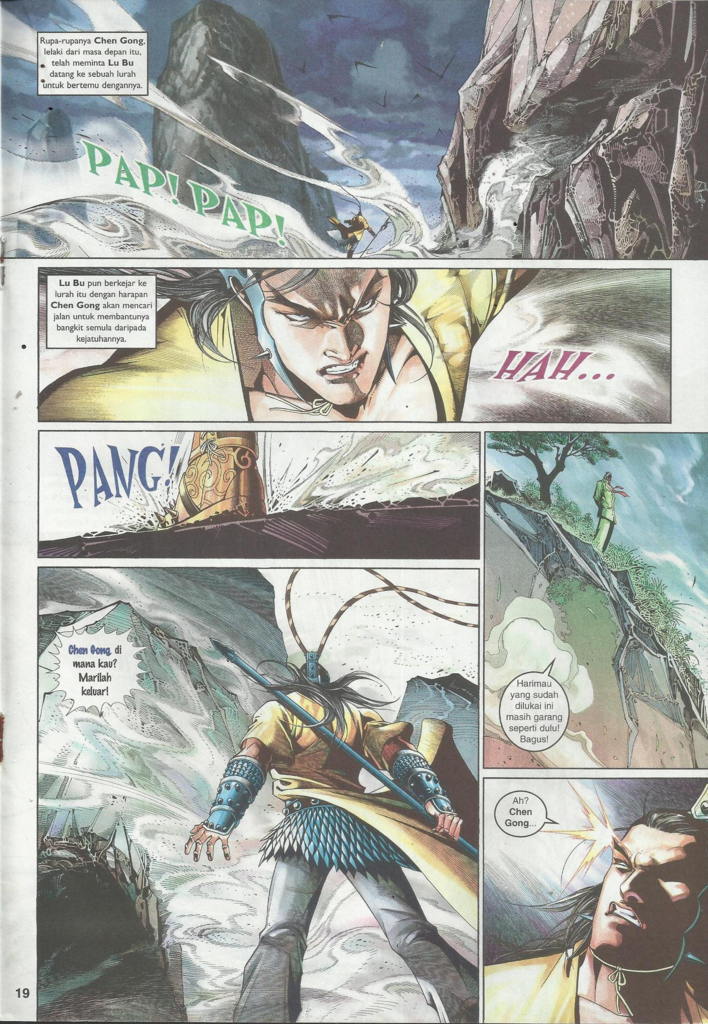 Rupa-rupanya Chen Gong,
lelaki dari masa depan itu,
telah meminta Lu Bu
datang ke sebuah lurah
untuk bertemu dengannya.
PAP! PAP!
Lu Bu pun berkejar ke
lurah itu dengan harapan
Chen Gong akan mencari
jalan untuk membantunya
bangkit semula daripada
kejatuhannya.
HAH...
PANG!
Harimau
yang sudah
dilukai ini
masih garang
seperti dulu!
Bagus!
Chen Gong, di
mana kau?
Marilah
keluar!
Ah?
Chen
Gong...
19